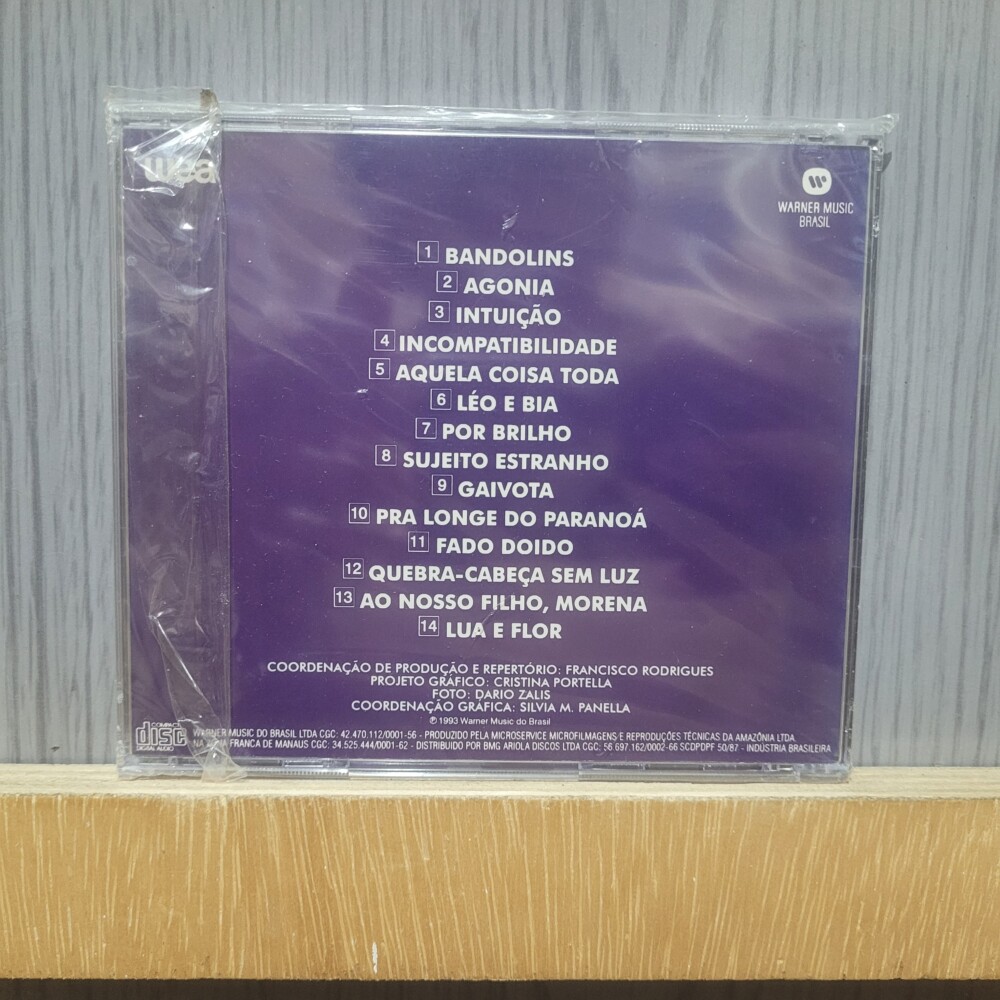 wea
WARNER MUSIC
BRASIL
1 BANDOLINS
2 AGONIA
3 INTUIÇÃO
4 INCOMPATIBILIDADE
5 AQUELA COISA TODA
6 LÉO E BIA
7 POR BRILHO
8 SUJEITO ESTRANHO
9 GAIVOTA
10 PRA LONGE DO PARANOÁ
11 FADO DOIDO
12 QUEBRA-CABEÇA SEM LUZ
13 AO NOSSO FILHO, MORENA
14 LUA E FLOR
COORDENAÇÃO DE PRODUÇÃO E REPERTÓRIO: FRANCISCO RODRIGUES
PROJETO GRÁFICO: CRISTINA PORTELLA
FOTO: DARIO ZALIS
COORDENAÇÃO GRÁFICA: SILVIA M. PANELLA
℗ 1993 Warner Music do Brasil
COMPACT
disc
DIGITAL AUDIO
WARNER MUSIC DO BRASIL LTDA CGC: 42.470.112/0001-56 - PRODUZIDO PELA MICROSERVICE MICROFILMAGENS E REPRODUÇÕES TÉCNICAS DA AMAZÔNIA LTDA.
NA ZONA FRANCA DE MANAUS CGC: 34.525.444/0001-62 - DISTRIBUIDO POR BMG ARIOLA DISCOS LTDA CGC: 56 697.162/0002-66 SCDPDPF 50/87 - INDÚSTRIA BRASILEIRA